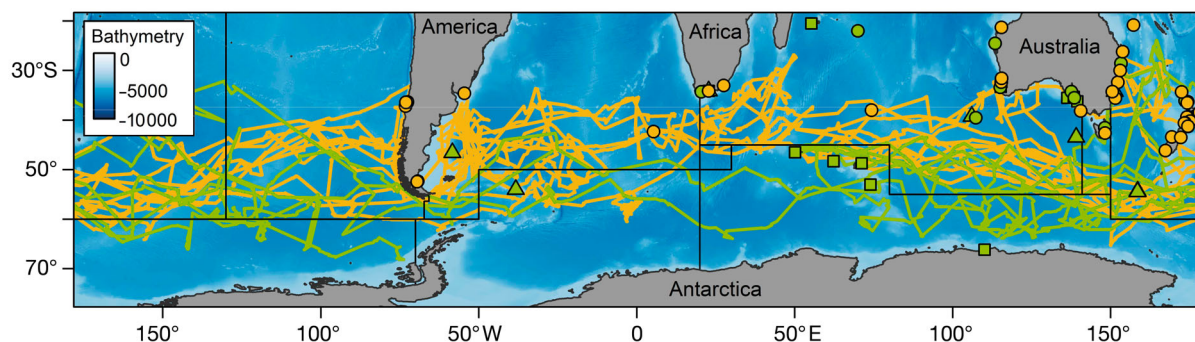 America
Africa
Australia
Bathymetry
0
−5000
−10000
30°S
50°
70°
Antarctica
150°
100°
50°W
0
50°E
100°
150°